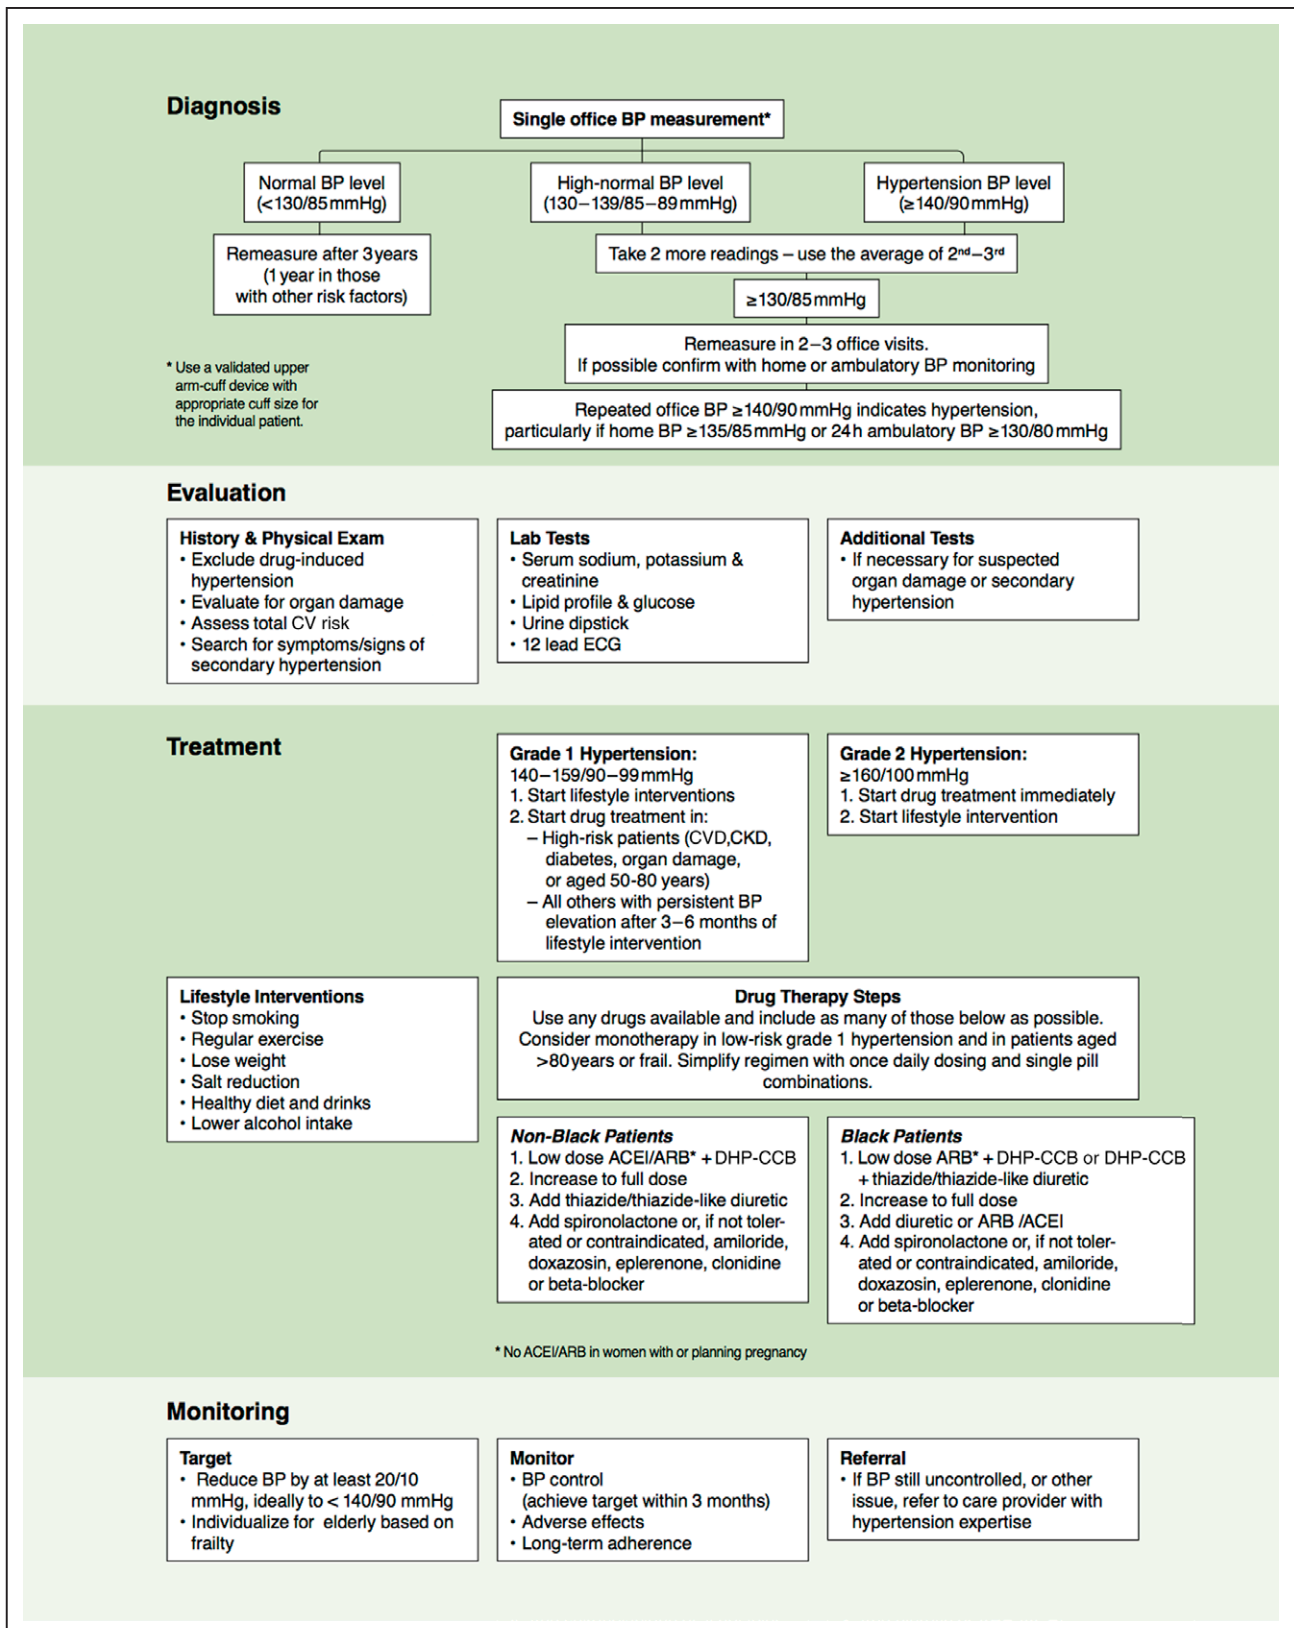 Diagnosis
Single office BP measurement*
Normal BP level
(<130/85 mmHg)
High-normal BP level
(130–139/85–89 mmHg)
Hypertension BP level
(≥140/90 mmHg)
Remeasure after 3 years
(1 year in those
with other risk factors)
Take 2 more readings – use the average of 2nd–3rd
≥130/85 mmHg
Remeasure in 2–3 office visits.
If possible confirm with home or ambulatory BP monitoring
* Use a validated upper
arm-cuff device with
appropriate cuff size for
the individual patient.
Repeated office BP ≥140/90 mmHg indicates hypertension,
particularly if home BP ≥135/85 mmHg or 24h ambulatory BP ≥130/80 mmHg
Evaluation
History & Physical Exam
• Exclude drug-induced
hypertension
• Evaluate for organ damage
• Assess total CV risk
• Search for symptoms/signs of
secondary hypertension
Lab Tests
• Serum sodium, potassium &
creatinine
• Lipid profile & glucose
• Urine dipstick
• 12 lead ECG
Additional Tests
• If necessary for suspected
organ damage or secondary
hypertension
Treatment
Grade 1 Hypertension:
140–159/90–99 mmHg
1. Start lifestyle interventions
2. Start drug treatment in:
– High-risk patients (CVD,CKD,
diabetes, organ damage,
or aged 50-80 years)
– All others with persistent BP
elevation after 3–6 months of
lifestyle intervention
Grade 2 Hypertension:
≥160/100 mmHg
1. Start drug treatment immediately
2. Start lifestyle intervention
Lifestyle Interventions
• Stop smoking
• Regular exercise
• Lose weight
• Salt reduction
• Healthy diet and drinks
• Lower alcohol intake
Drug Therapy Steps
Use any drugs available and include as many of those below as possible.
Consider monotherapy in low-risk grade 1 hypertension and in patients aged
>80 years or frail. Simplify regimen with once daily dosing and single pill
combinations.
Non-Black Patients
1. Low dose ACEI/ARB* + DHP-CCB
2. Increase to full dose
3. Add thiazide/thiazide-like diuretic
4. Add spironolactone or, if not toler-
ated or contraindicated, amiloride,
doxazosin, eplerenone, clonidine
or beta-blocker
Black Patients
1. Low dose ARB* + DHP-CCB or DHP-CCB
+ thiazide/thiazide-like diuretic
2. Increase to full dose
3. Add diuretic or ARB /ACEI
4. Add spironolactone or, if not toler-
ated or contraindicated, amiloride,
doxazosin, eplerenone, clonidine
or beta-blocker
* No ACEI/ARB in women with or planning pregnancy
Monitoring
Target
• Reduce BP by at least 20/10
mmHg, ideally to < 140/90 mmHg
• Individualize for elderly based on
frailty
Monitor
• BP control
(achieve target within 3 months)
• Adverse effects
• Long-term adherence
Referral
• If BP still uncontrolled, or other
issue, refer to care provider with
hypertension expertise